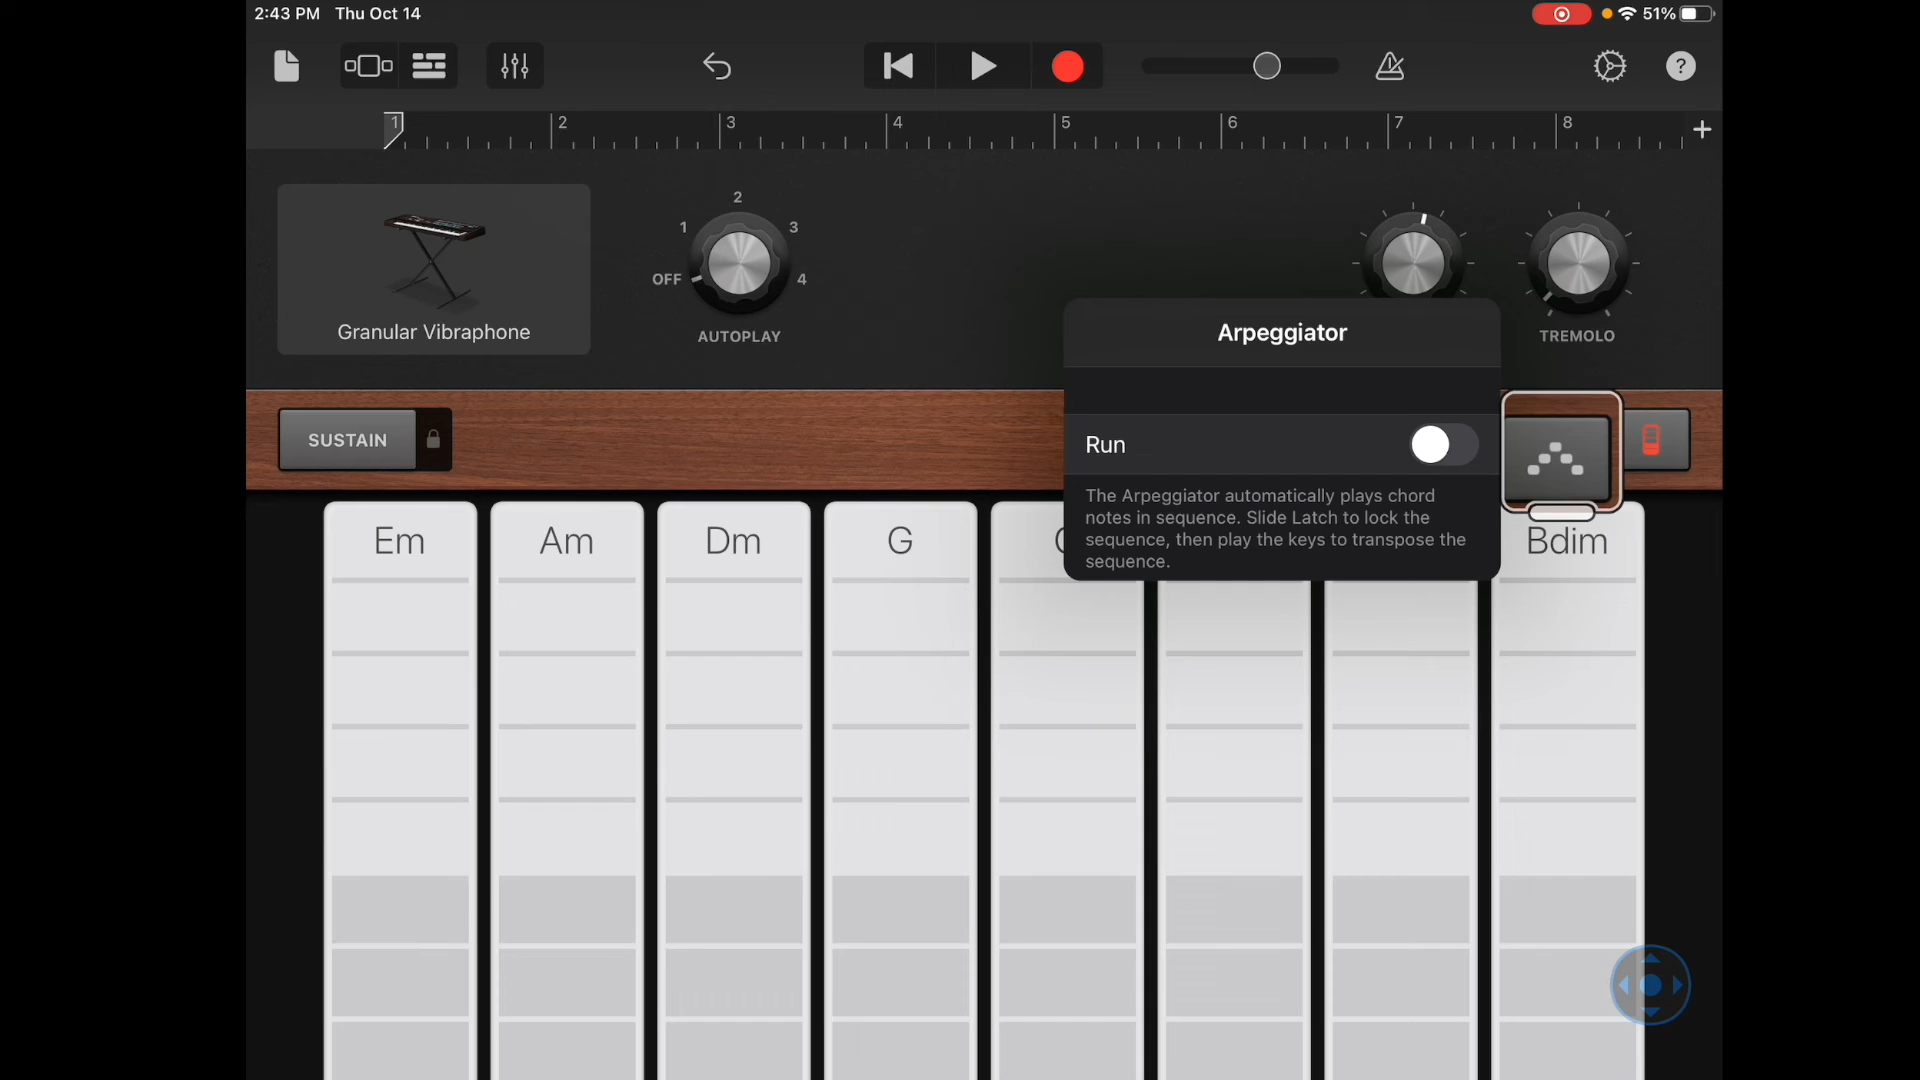 2:43 PM Thu Oct 14
51%
?
1 2 3 4 5 6 7 8 +
2
1 3
OFF 4
AUTOPLAY
Granular Vibraphone
TREMOLO
Arpeggiator
SUSTAIN
Run
The Arpeggiator automatically plays chord
notes in sequence. Slide Latch to lock the
sequence, then play the keys to transpose the
sequence.
Em Am Dm G Bdim